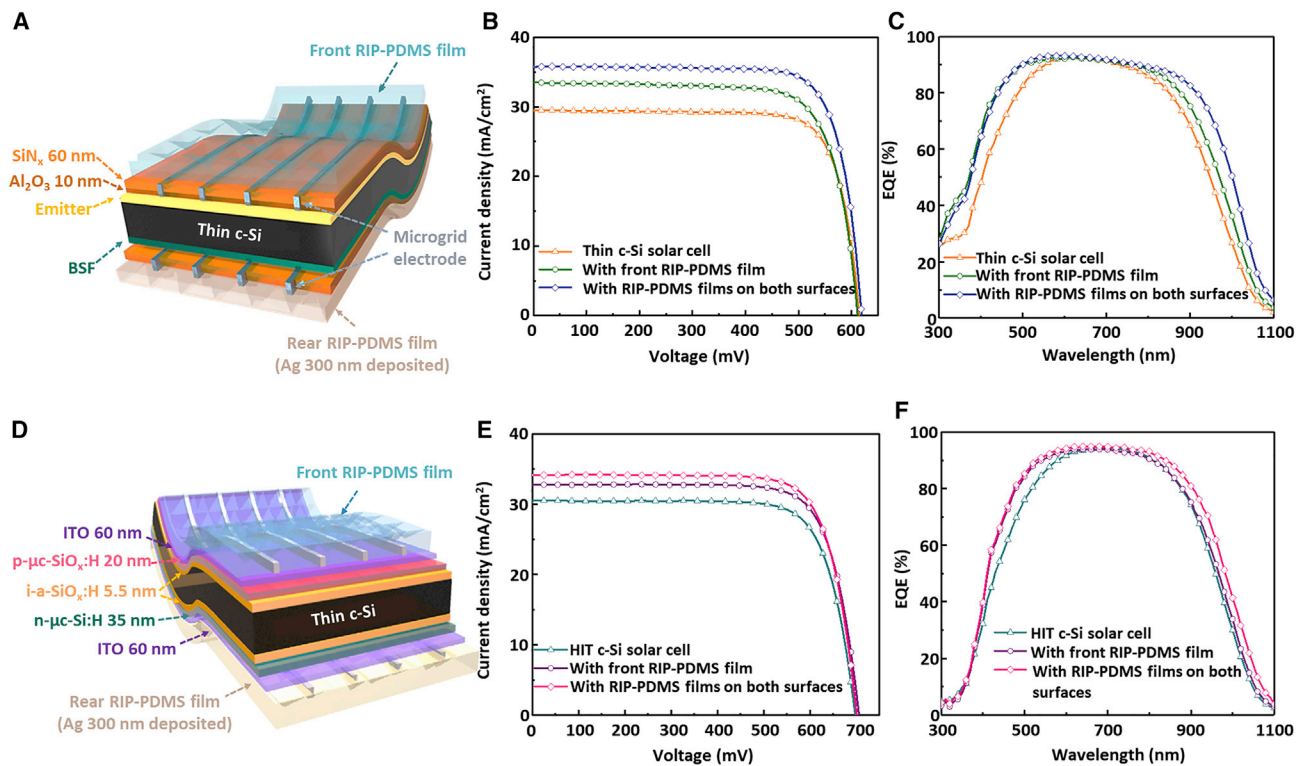 A
Front RIP-PDMS film
SiNₓ 60 nm
Al₂O₃ 10 nm
Emitter
Thin c-Si
BSF
Microgrid
electrode
Rear RIP-PDMS film
(Ag 300 nm deposited)
B
40
30
20
10
0
Current density (mA/cm²)
Thin c-Si solar cell
With front RIP-PDMS film
With RIP-PDMS films on both surfaces
0 100 200 300 400 500 600
Voltage (mV)
C
100
80
60
40
20
0
EQE (%)
Thin c-Si solar cell
With front RIP-PDMS film
With RIP-PDMS films on both surfaces
300 500 700 900 1100
Wavelength (nm)
D
Front RIP-PDMS film
ITO 60 nm
p-μc-SiOₓ:H 20 nm
i-a-SiOₓ:H 5.5 nm
Thin c-Si
n-μc-Si:H 35 nm
ITO 60 nm
Rear RIP-PDMS film
(Ag 300 nm deposited)
E
40
30
20
10
0
Current density (mA/cm²)
HIT c-Si solar cell
With front RIP-PDMS film
With RIP-PDMS films on both surfaces
0 100 200 300 400 500 600 700
Voltage (mV)
F
100
80
60
40
20
0
EQE (%)
HIT c-Si solar cell
With front RIP-PDMS film
With RIP-PDMS films on both
surfaces
300 500 700 900 1100
Wavelength (nm)